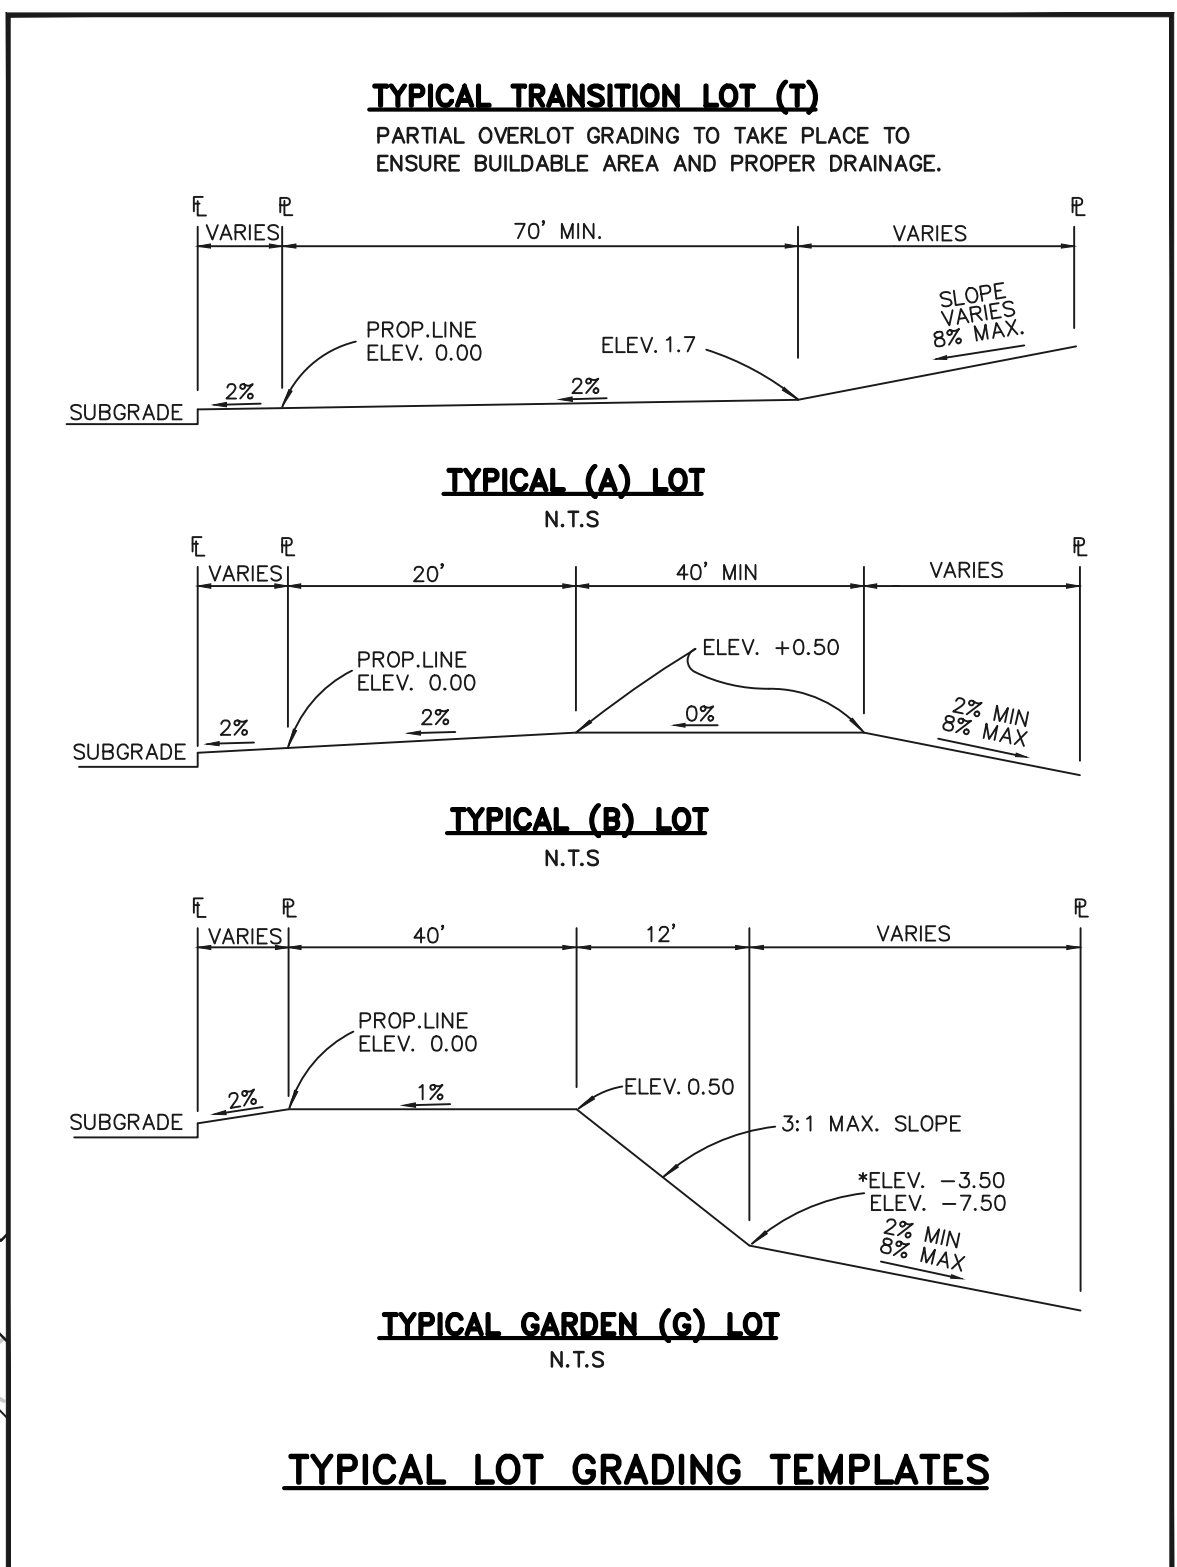 TYPICAL TRANSITION LOT (T)
PARTIAL OVERLOT GRADING TO TAKE PLACE TO
ENSURE BUILDABLE AREA AND PROPER DRAINAGE.
FL PL PL
VARIES 70' MIN. VARIES
SLOPE
VARIES
8% MAX.
PROP.LINE
ELEV. 0.00
ELEV. 1.7
2% 2%
SUBGRADE
TYPICAL (A) LOT
N.T.S
FL PL PL
VARIES 20' 40' MIN VARIES
ELEV. +0.50
PROP.LINE
ELEV. 0.00
2% 2% 0%
2% MIN
8% MAX
SUBGRADE
TYPICAL (B) LOT
N.T.S
FL PL PL
VARIES 40' 12' VARIES
PROP.LINE
ELEV. 0.00
2% 1% ELEV. 0.50
SUBGRADE
3:1 MAX. SLOPE
*ELEV. -3.50
ELEV. -7.50
2% MIN
8% MAX
TYPICAL GARDEN (G) LOT
N.T.S
TYPICAL LOT GRADING TEMPLATES